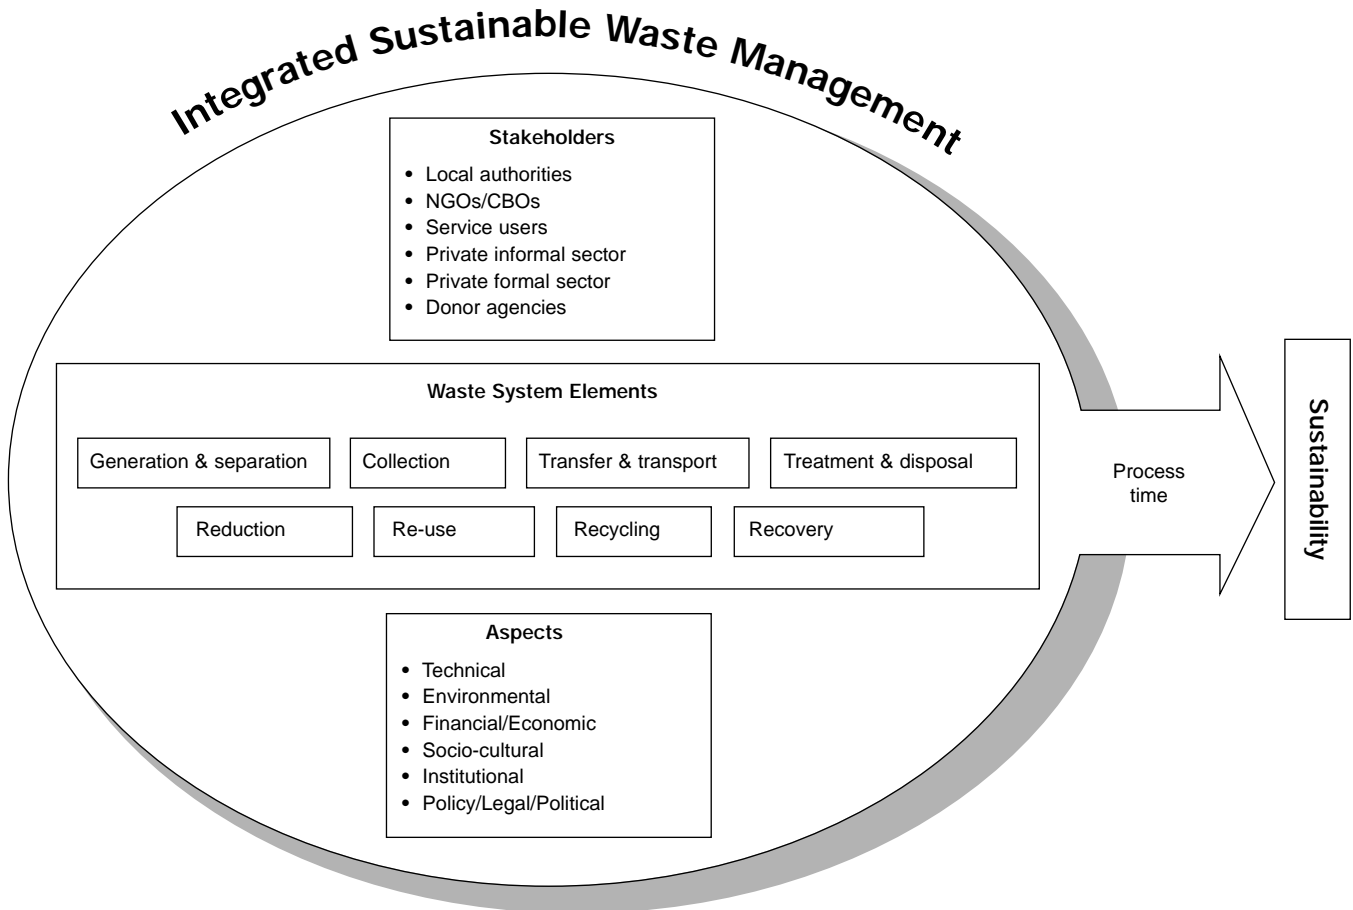 Integrated Sustainable Waste Management
Stakeholders
• Local authorities
• NGOs/CBOs
• Service users
• Private informal sector
• Private formal sector
• Donor agencies
Waste System Elements
Generation & separation
Collection
Transfer & transport
Treatment & disposal
Reduction
Re-use
Recycling
Recovery
Aspects
• Technical
• Environmental
• Financial/Economic
• Socio-cultural
• Institutional
• Policy/Legal/Political
Process
time
Sustainability